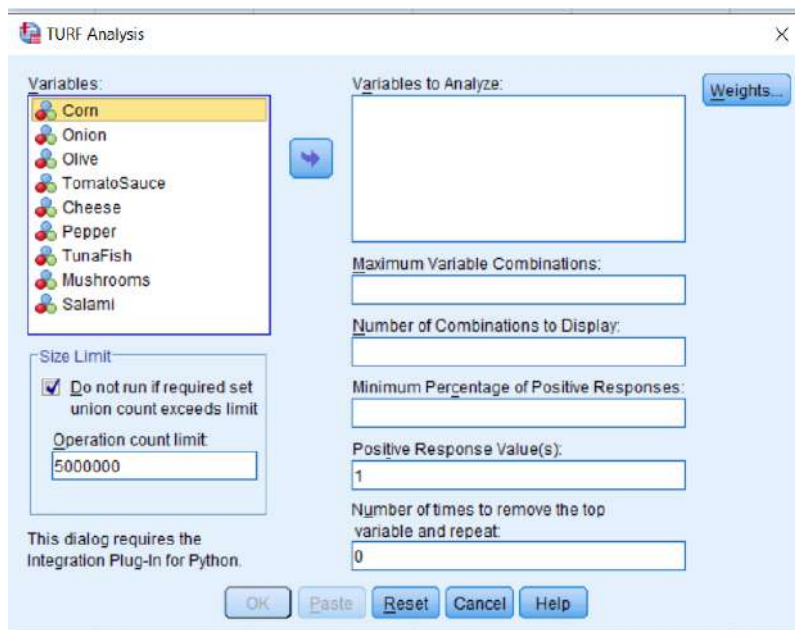 TURF Analysis
Variables:
Corn
Onion
Olive
TomatoSauce
Cheese
Pepper
TunaFish
Mushrooms
Salami
Size Limit
Do not run if required set
union count exceeds limit
Operation count limit:
5000000
This dialog requires the
Integration Plug-In for Python.
Variables to Analyze:
Maximum Variable Combinations:
Number of Combinations to Display:
Minimum Percentage of Positive Responses:
Positive Response Value(s):
1
Number of times to remove the top
variable and repeat:
0
Weights...
OK
Paste
Reset
Cancel
Help